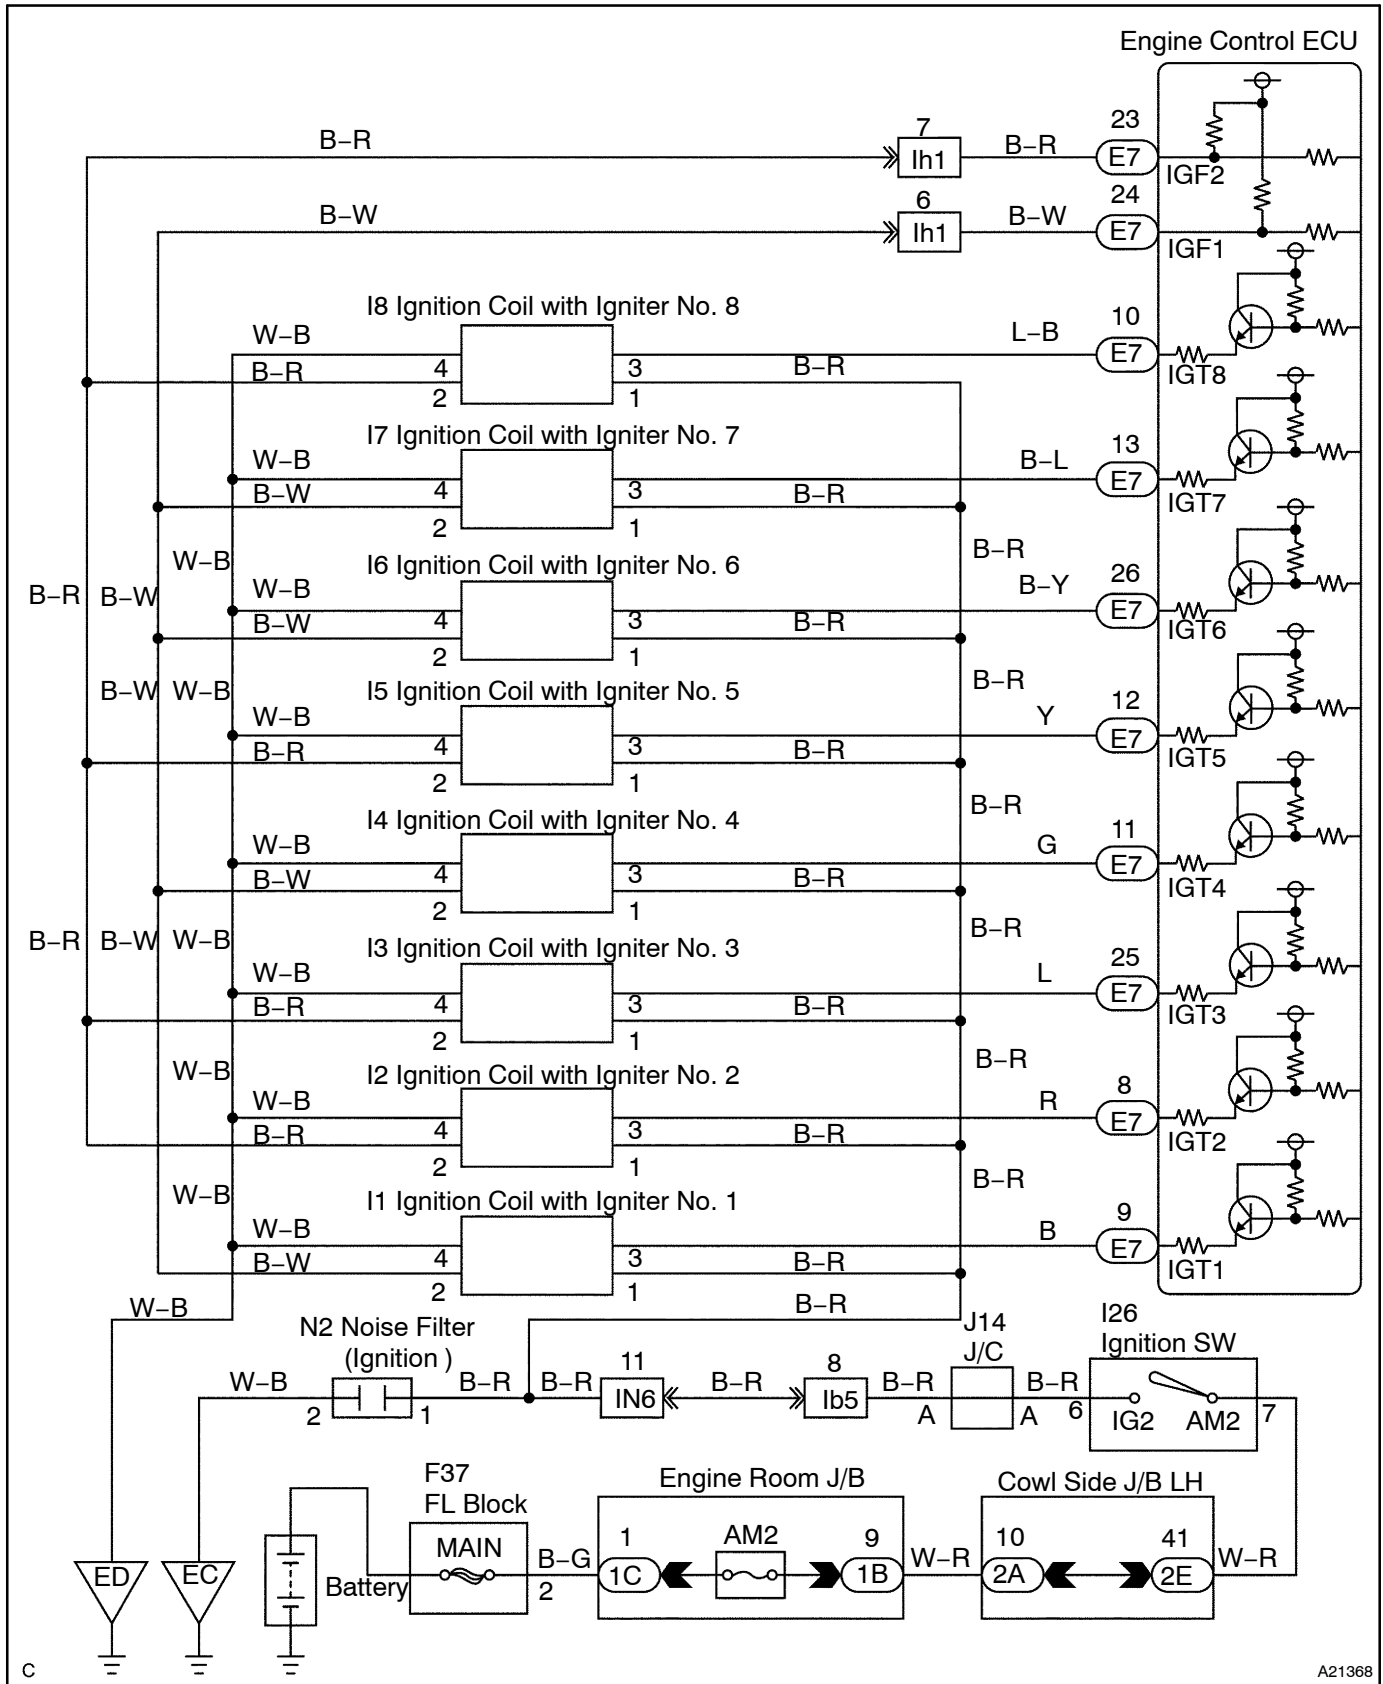 Engine Control ECU
B–R
7
Ih1
B–R
23
E7
IGF2
B–W
6
Ih1
B–W
24
E7
IGF1
I8 Ignition Coil with Igniter No. 8
W–B
B–R
4
2
3
1
B–R
L–B
10
E7
IGT8
I7 Ignition Coil with Igniter No. 7
W–B
B–W
4
2
3
1
B–R
B–L
13
E7
IGT7
W–B
B–R
I6 Ignition Coil with Igniter No. 6
B–R
B–W
W–B
B–W
4
2
3
1
B–R
B–Y
26
E7
IGT6
B–W
W–B
B–R
I5 Ignition Coil with Igniter No. 5
W–B
B–R
4
2
3
1
B–R
Y
12
E7
IGT5
B–R
I4 Ignition Coil with Igniter No. 4
W–B
B–W
4
2
3
1
B–R
G
11
E7
IGT4
B–R
B–W
W–B
B–R
I3 Ignition Coil with Igniter No. 3
W–B
B–R
4
2
3
1
B–R
L
25
E7
IGT3
W–B
B–R
I2 Ignition Coil with Igniter No. 2
W–B
B–R
4
2
3
1
B–R
R
8
E7
IGT2
W–B
B–R
I1 Ignition Coil with Igniter No. 1
W–B
B–W
4
2
3
1
B–R
B
9
E7
IGT1
W–B
B–R
N2 Noise Filter
(Ignition )
W–B
2
1
B–R
B–R
11
IN6
B–R
8
Ib5
B–R
A
J14
J/C
A
B–R
6
I26
Ignition SW
IG2
AM2
7
ED
EC
Battery
F37
FL Block
MAIN
B–G
2
Engine Room J/B
1
1C
AM2
9
1B
W–R
Cowl Side J/B LH
10
2A
41
2E
W–R
C
A21368